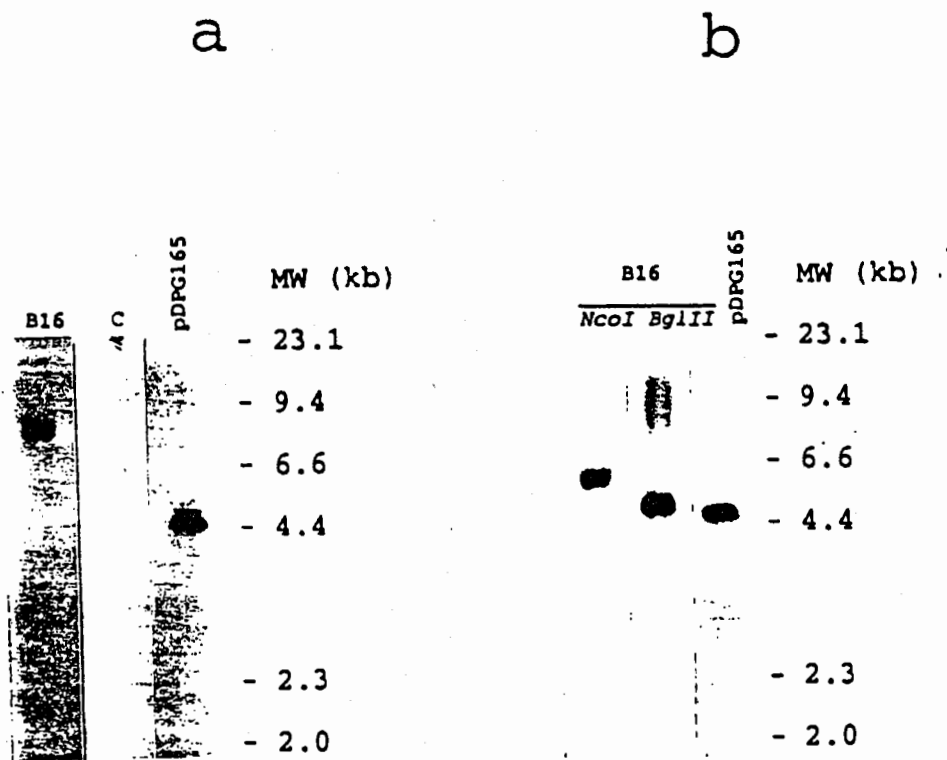 a
B16
C
pDPG165
MW (kb)
- 23.1
- 9.4
- 6.6
- 4.4
- 2.3
- 2.0
b
B16
NcoI BglII
pDPG165
MW (kb)
- 23.1
- 9.4
- 6.6
- 4.4
- 2.3
- 2.0